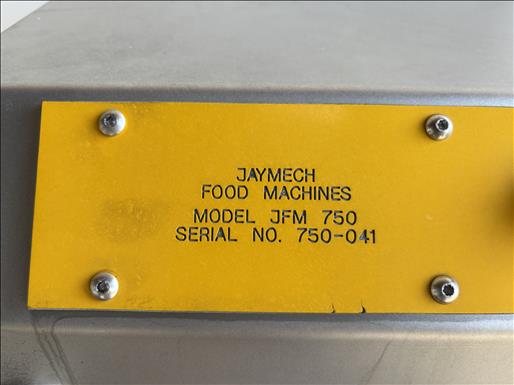 JAYMECH
FOOD MACHINES
MODEL JFM 750
SERIAL NO. 750-041